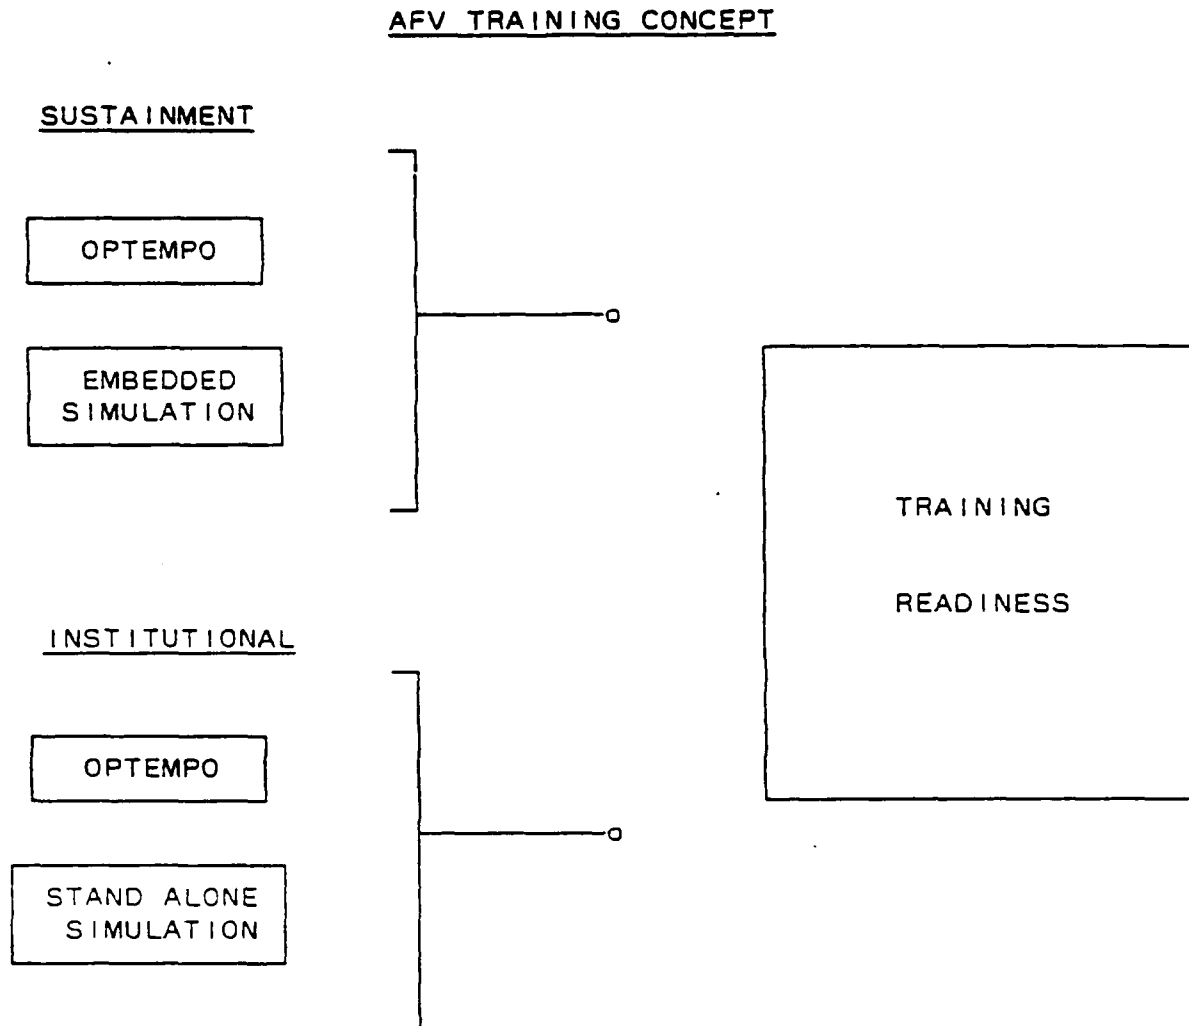 AFV TRAINING CONCEPT
SUSTAINMENT
OPTEMPO
EMBEDDED
SIMULATION
TRAINING
READINESS
INSTITUTIONAL
OPTEMPO
STAND ALONE
SIMULATION